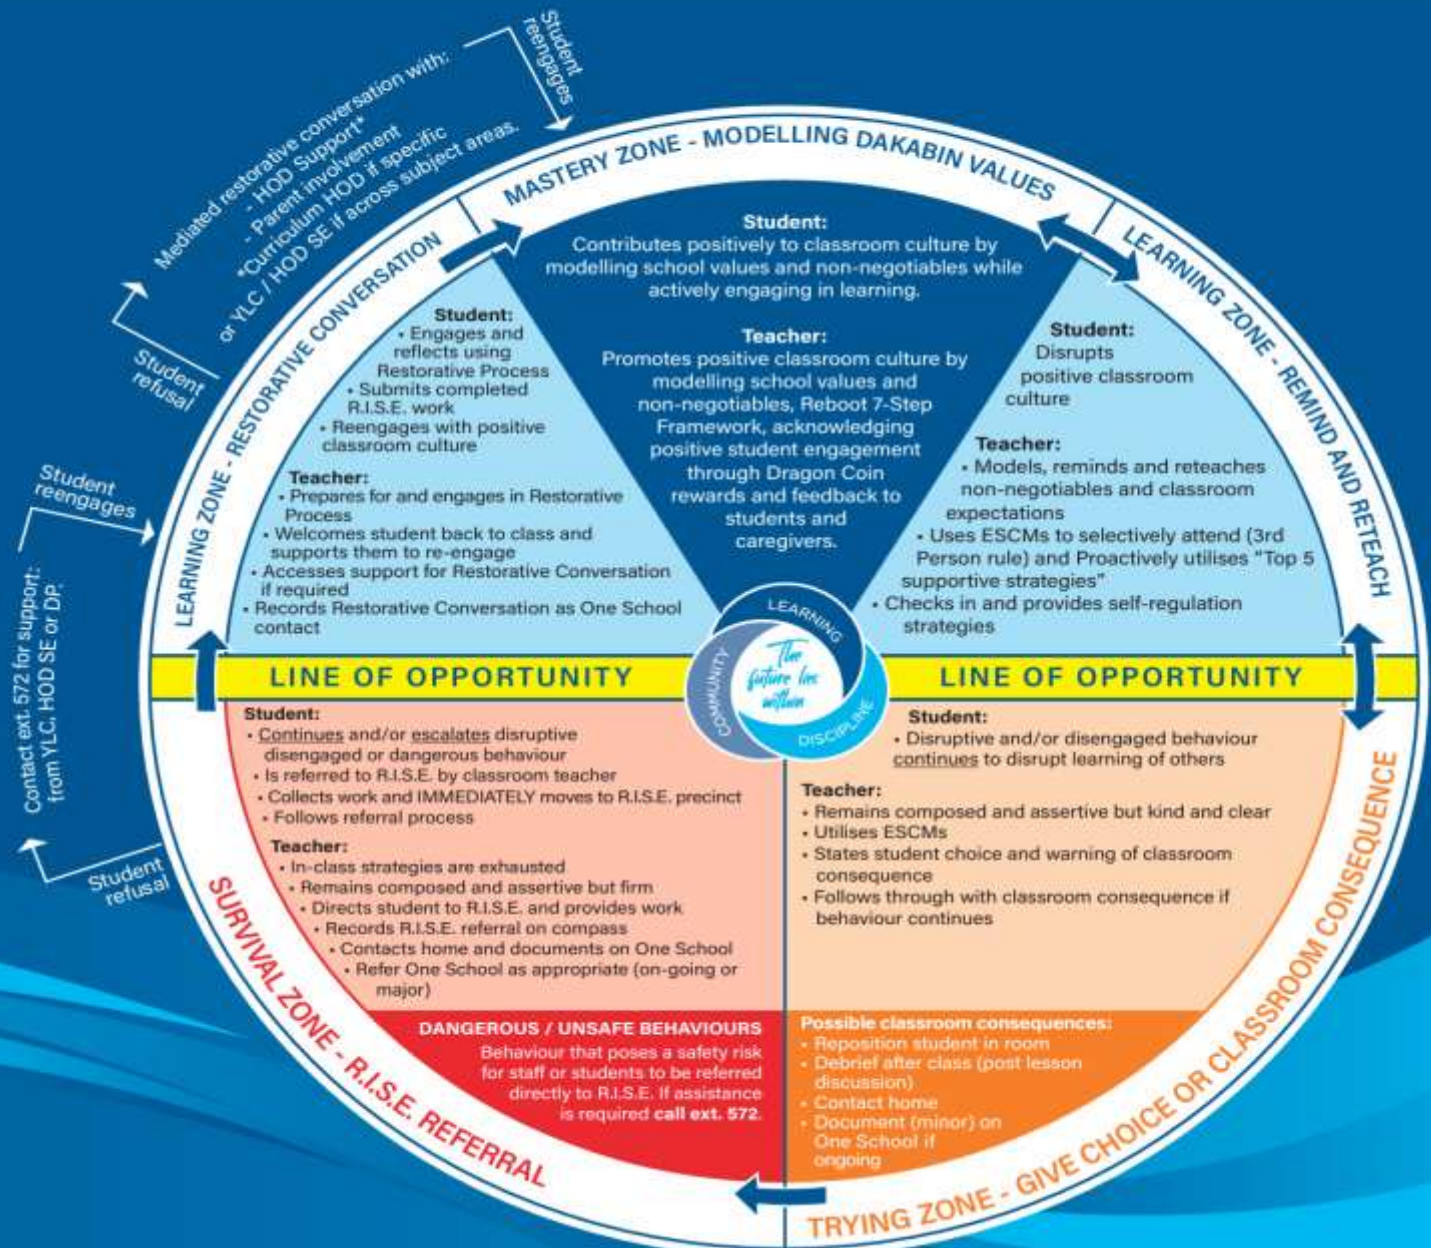 Student
reengages
Mediated restorative conversation with:
- HOD Support*
- Parent involvement
*Curriculum HOD if specific
or YLC / HOD SE if across subject areas.
Student
refusal
Student
reengages
Contact ext. 572 for support:
from YLC, HOD SE or DP.
Student
refusal
MASTERY ZONE - MODELLING DAKABIN VALUES
Student:
Contributes positively to classroom culture by
modelling school values and non-negotiables while
actively engaging in learning.
Teacher:
Promotes positive classroom culture by
modelling school values and
non-negotiables, Reboot 7-Step
Framework, acknowledging
positive student engagement
through Dragon Coin
rewards and feedback to
students and
caregivers.
LEARNING ZONE - REMIND AND RETEACH
Student:
Disrupts
positive classroom
culture
Teacher:
• Models, reminds and reteaches
non-negotiables and classroom
expectations
• Uses ESCMs to selectively attend (3rd
Person rule) and Proactively utilises "Top 5
supportive strategies"
• Checks in and provides self-regulation
strategies
LEARNING ZONE - RESTORATIVE CONVERSATION
Student:
• Engages and
reflects using
Restorative Process
• Submits completed
R.I.S.E. work
• Reengages with positive
classroom culture
Teacher:
• Prepares for and engages in Restorative
Process
• Welcomes student back to class and
supports them to re-engage
• Accesses support for Restorative Conversation
if required
• Records Restorative Conversation as One School
contact
LINE OF OPPORTUNITY
LEARNING
COMMUNITY
DISCIPLINE
The
future lies
within
LINE OF OPPORTUNITY
Student:
• Disruptive and/or disengaged behaviour
continues to disrupt learning of others
Teacher:
• Remains composed and assertive but kind and clear
• Utilises ESCMs
• States student choice and warning of classroom
consequence
• Follows through with classroom consequence if
behaviour continues
Possible classroom consequences:
• Reposition student in room
• Debrief after class (post lesson
discussion)
• Contact home
• Document (minor) on
One School if
ongoing
TRYING ZONE - GIVE CHOICE OR CLASSROOM CONSEQUENCE
Student:
• Continues and/or escalates disruptive
disengaged or dangerous behaviour
• Is referred to R.I.S.E. by classroom teacher
• Collects work and IMMEDIATELY moves to R.I.S.E. precinct
• Follows referral process
Teacher:
• In-class strategies are exhausted
• Remains composed and assertive but firm
• Directs student to R.I.S.E. and provides work
• Records R.I.S.E. referral on compass
• Contacts home and documents on One School
• Refer One School as appropriate (on-going or
major)
DANGEROUS / UNSAFE BEHAVIOURS
Behaviour that poses a safety risk
for staff or students to be referred
directly to R.I.S.E. If assistance
is required call ext. 572.
SURVIVAL ZONE - R.I.S.E. REFERRAL